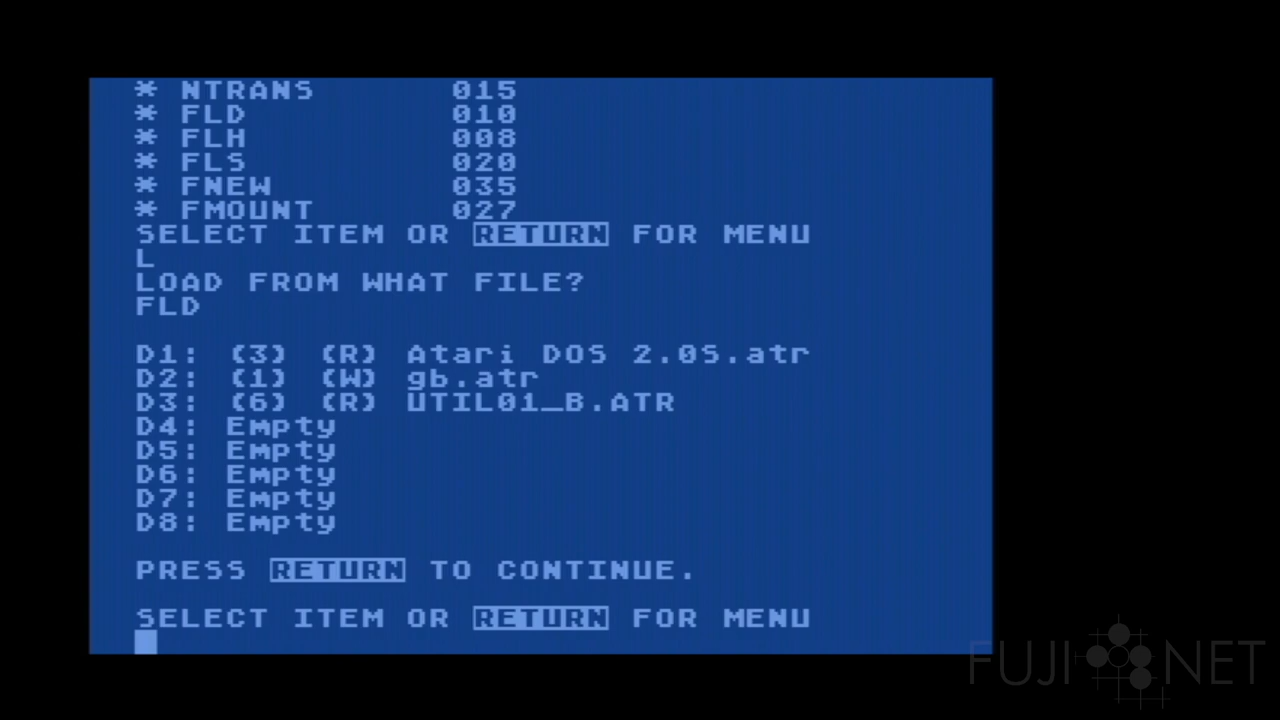 * NTRANS 015
* FLD 010
* FLH 008
* FLS 020
* FNEW 035
* FMOUNT 027
SELECT ITEM OR RETURN FOR MENU
L
LOAD FROM WHAT FILE?
FLD
D1: (3) (R) Atari DOS 2.0S.atr
D2: (1) (W) gb.atr
D3: (6) (R) UTIL01_B.ATR
D4: Empty
D5: Empty
D6: Empty
D7: Empty
D8: Empty
PRESS RETURN TO CONTINUE.
SELECT ITEM OR RETURN FOR MENU
FUJI NET